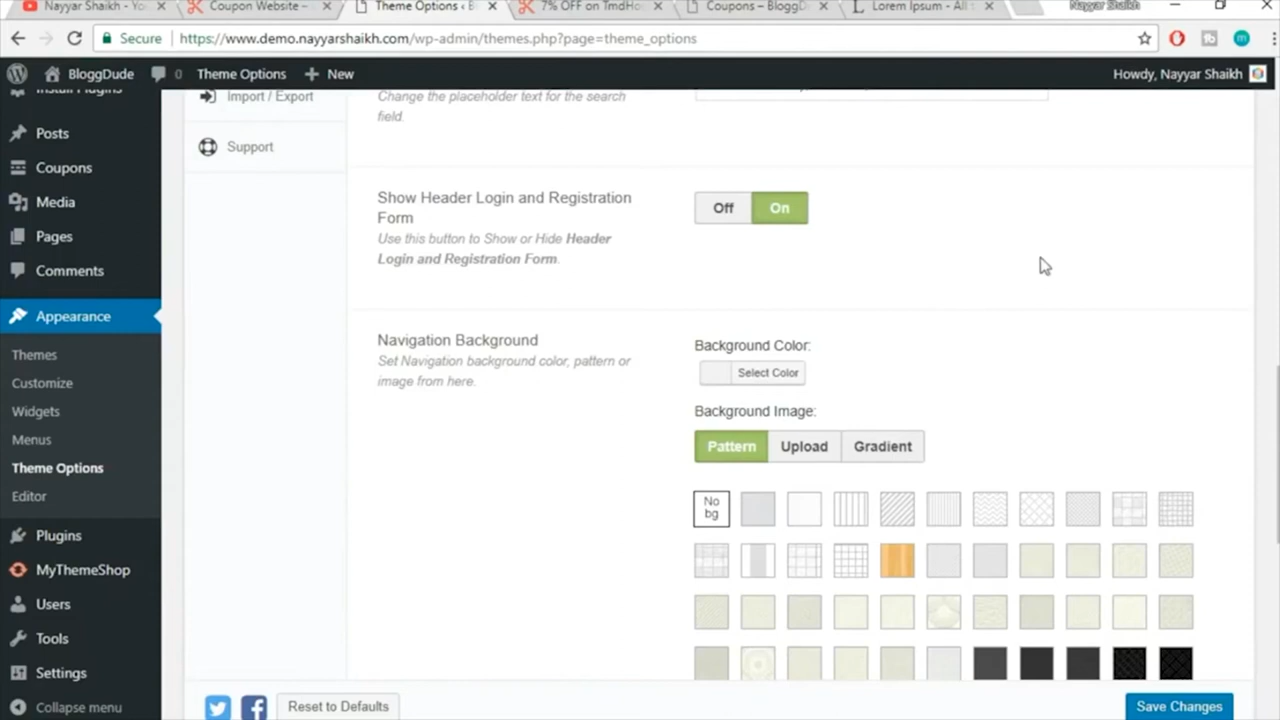 Nayyar Shaikh - Yo
Coupon Website –
Theme Options ‹ B
7% OFF on TmdHo
Coupons – BloggD
Lorem Ipsum - All
Nayyar Shaikh
Secure
https://www.demo.nayyarshaikh.com/wp-admin/themes.php?page=theme_options
BloggDude
0
Theme Options
New
Howdy, Nayyar Shaikh
Install Plugins
Posts
Coupons
Media
Pages
Comments
Appearance
Themes
Customize
Widgets
Menus
Theme Options
Editor
Plugins
MyThemeShop
Users
Tools
Settings
Collapse menu
Import / Export
Support
Change the placeholder text for the search
field.
Show Header Login and Registration
Form
Use this button to Show or Hide Header
Login and Registration Form.
Off
On
Navigation Background
Set Navigation background color, pattern or
image from here.
Background Color:
Select Color
Background Image:
Pattern
Upload
Gradient
No
bg
Reset to Defaults
Save Changes